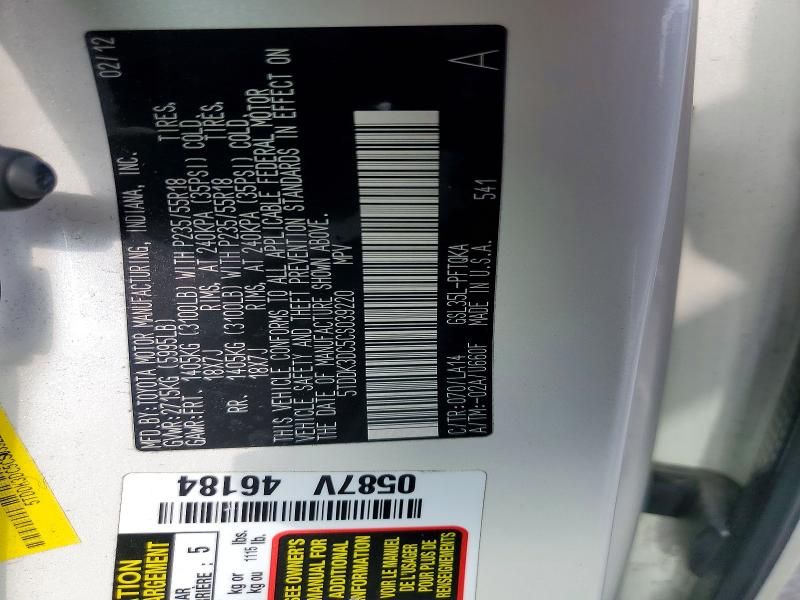 MFD.BY:TOYOTA MOTOR MANUFACTURING, INDIANA, INC. 02/12
GVWR:2715KG (5995LB)
GAWR:FRT. 1405KG (3100LB) WITH P235/55R18 TIRES,
18X7J RIMS, AT 240KPA (35PSI) COLD.
RR. 1405KG (3100LB) WITH P235/55R18 TIRES,
18X7J RIMS, AT 240KPA (35PSI) COLD.
THIS VEHICLE CONFORMS TO ALL APPLICABLE FEDERAL MOTOR
VEHICLE SAFETY AND THEFT PREVENTION STANDARDS IN EFFECT ON
THE DATE OF MANUFACTURE SHOWN ABOVE.
5TDDK3DC5CS039220 MPV
C/TR:070/LA14 GSL35L-PFTQKA A
A/TM:-02A/U660F MADE IN U.S.A. 541
0587V 46184
SEE OWNER'S
MANUAL FOR
ADDITIONAL
INFORMATION
VOIR LE MANUEL
DE L'USAGER
POUR PLUS DE
RENSEIGNEMENTS
5
kg or lbs.
kg ou 1115 lb.